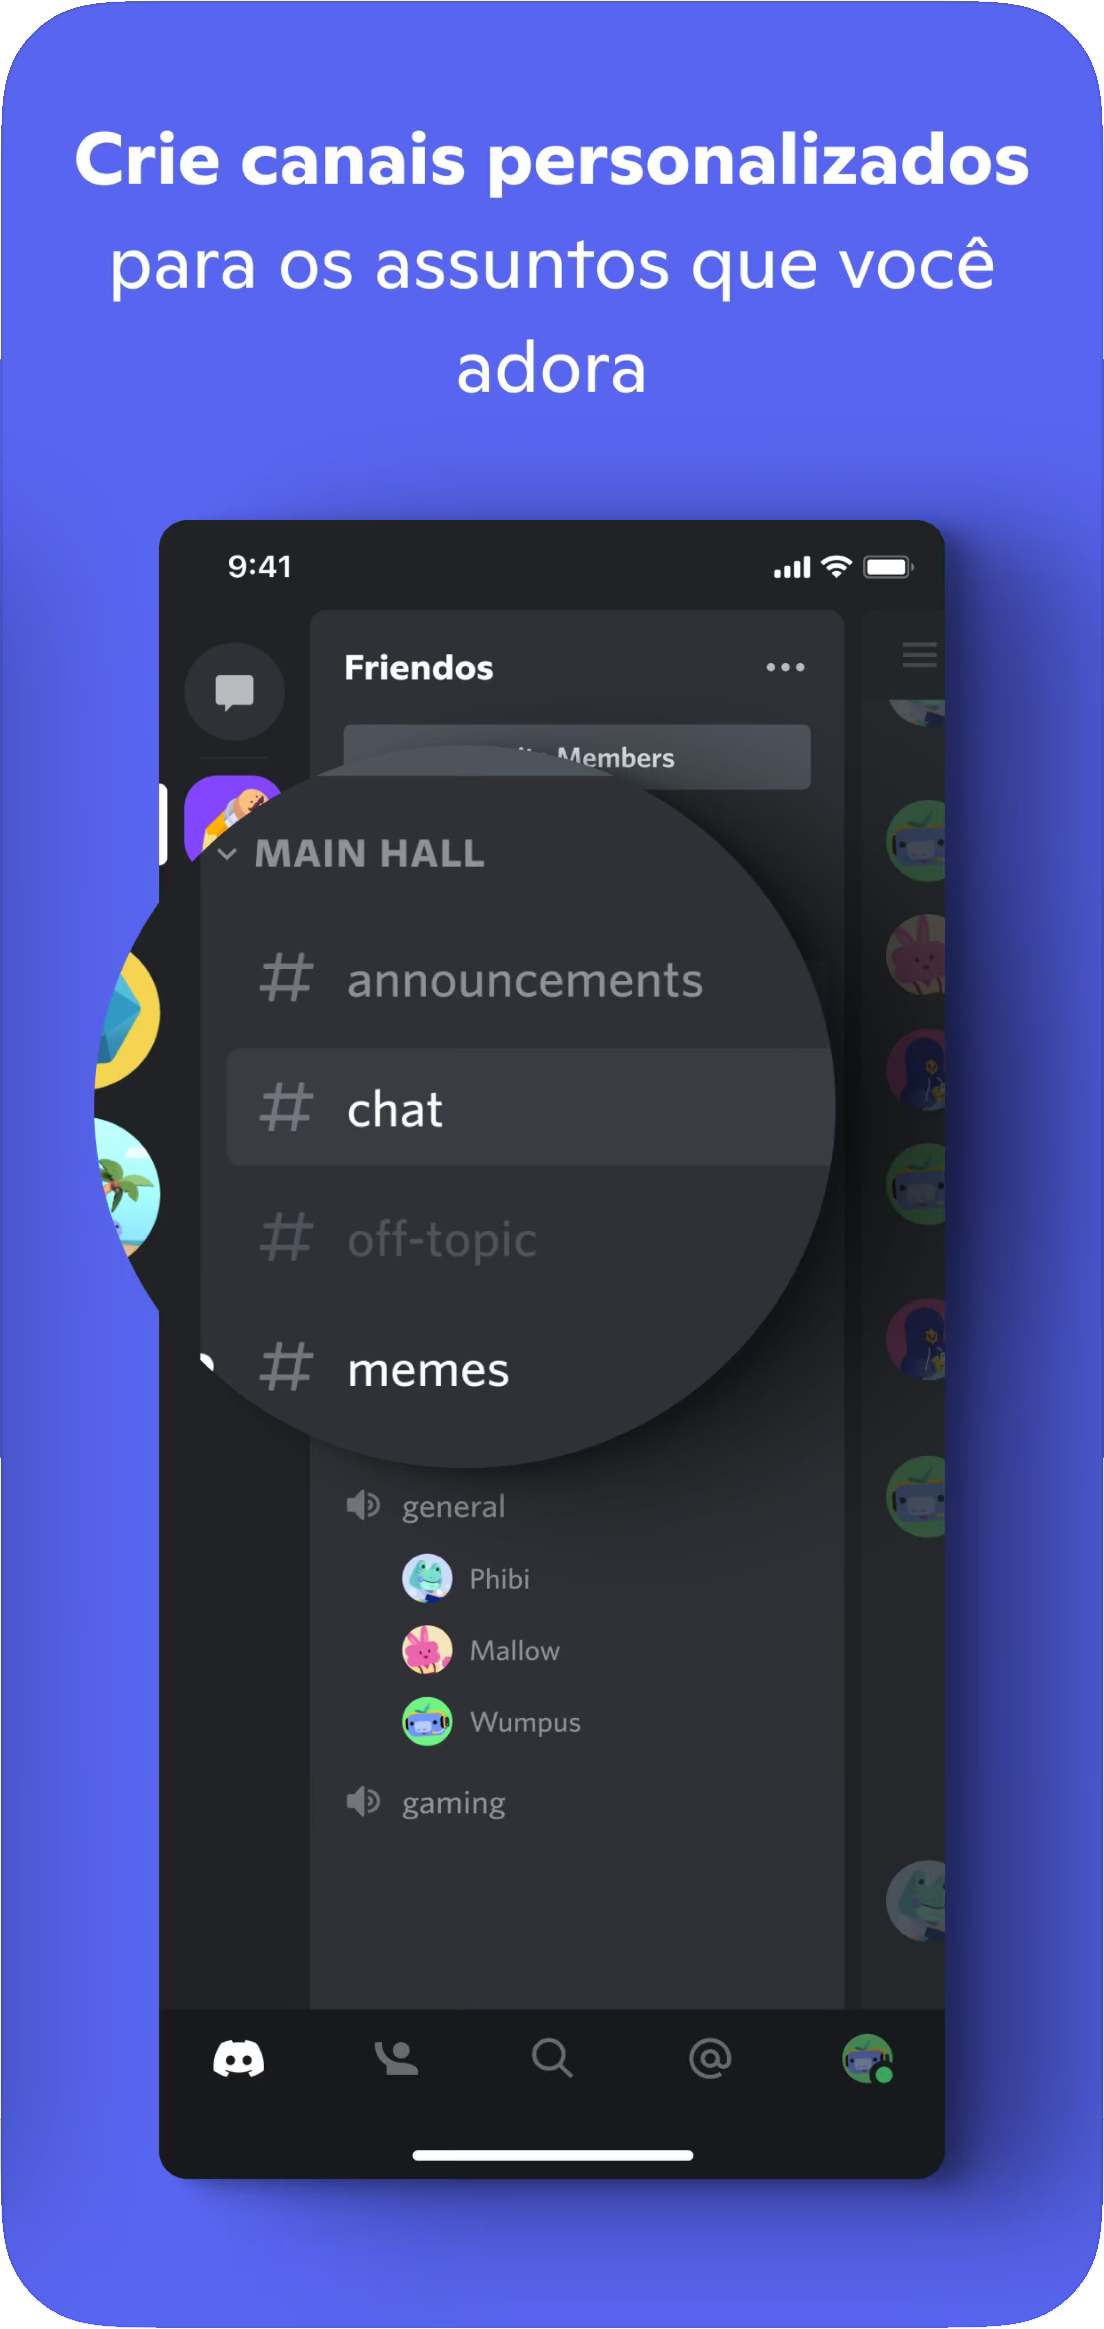 Crie canais personalizados
para os assuntos que você
adora
9:41
Friendos
Members
MAIN HALL
# announcements
# chat
# off-topic
# memes
general
Phibi
Mallow
Wumpus
gaming